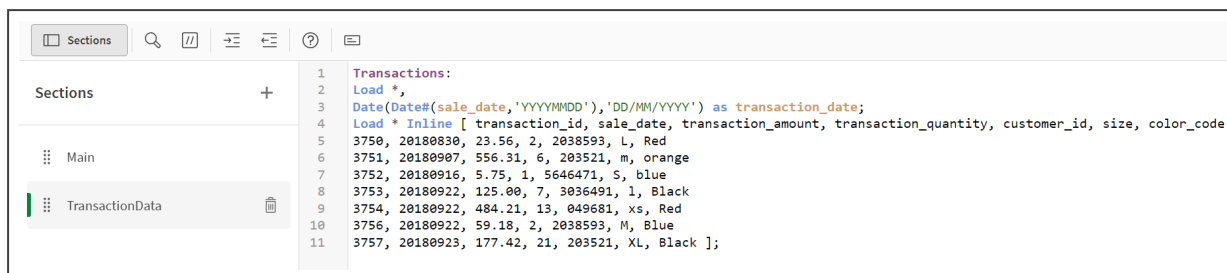 Sections
Sections
Main
TransactionData
1 Transactions:
2 Load *,
3 Date(Date#(sale_date,'YYYYMMDD'),'DD/MM/YYYY') as transaction_date;
4 Load * Inline [ transaction_id, sale_date, transaction_amount, transaction_quantity, customer_id, size, color_code
5 3750, 20180830, 23.56, 2, 2038593, L, Red
6 3751, 20180907, 556.31, 6, 203521, m, orange
7 3752, 20180916, 5.75, 1, 5646471, S, blue
8 3753, 20180922, 125.00, 7, 3036491, l, Black
9 3754, 20180922, 484.21, 13, 049681, xs, Red
10 3756, 20180922, 59.18, 2, 2038593, M, Blue
11 3757, 20180923, 177.42, 21, 203521, XL, Black ];